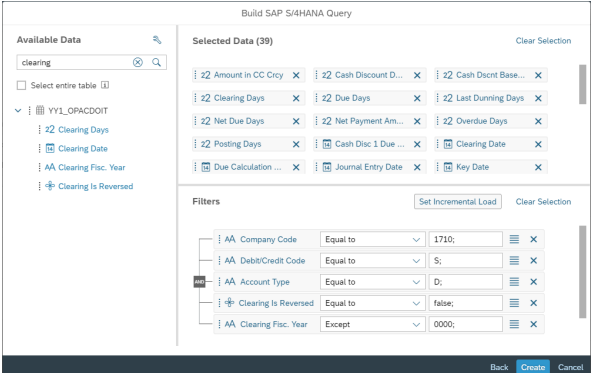 Build SAP S/4HANA Query
Available Data
clearing
Select entire table
YY1_OPACDOIT
Clearing Days
Clearing Date
Clearing Fisc. Year
Clearing Is Reversed
Selected Data (39) Clear Selection
Amount in CC Crcy Cash Discount D... Cash Dscnt Base...
Clearing Days Due Days Last Dunning Days
Net Due Days Net Payment Am... Overdue Days
Posting Days Cash Disc 1 Due ... Clearing Date
Due Calculation ... Journal Entry Date Key Date
Filters Set Incremental Load Clear Selection
Company Code Equal to 1710;
Debit/Credit Code Equal to S;
AND Account Type Equal to D;
Clearing Is Reversed Equal to false;
Clearing Fisc. Year Except 0000;
Back Create Cancel